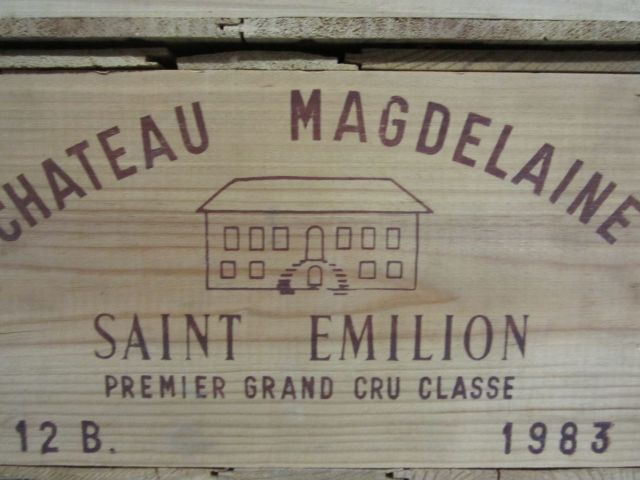 CHATEAU MAGDELAINE
SAINT EMILION
PREMIER GRAND CRU CLASSE
12 B. 1983